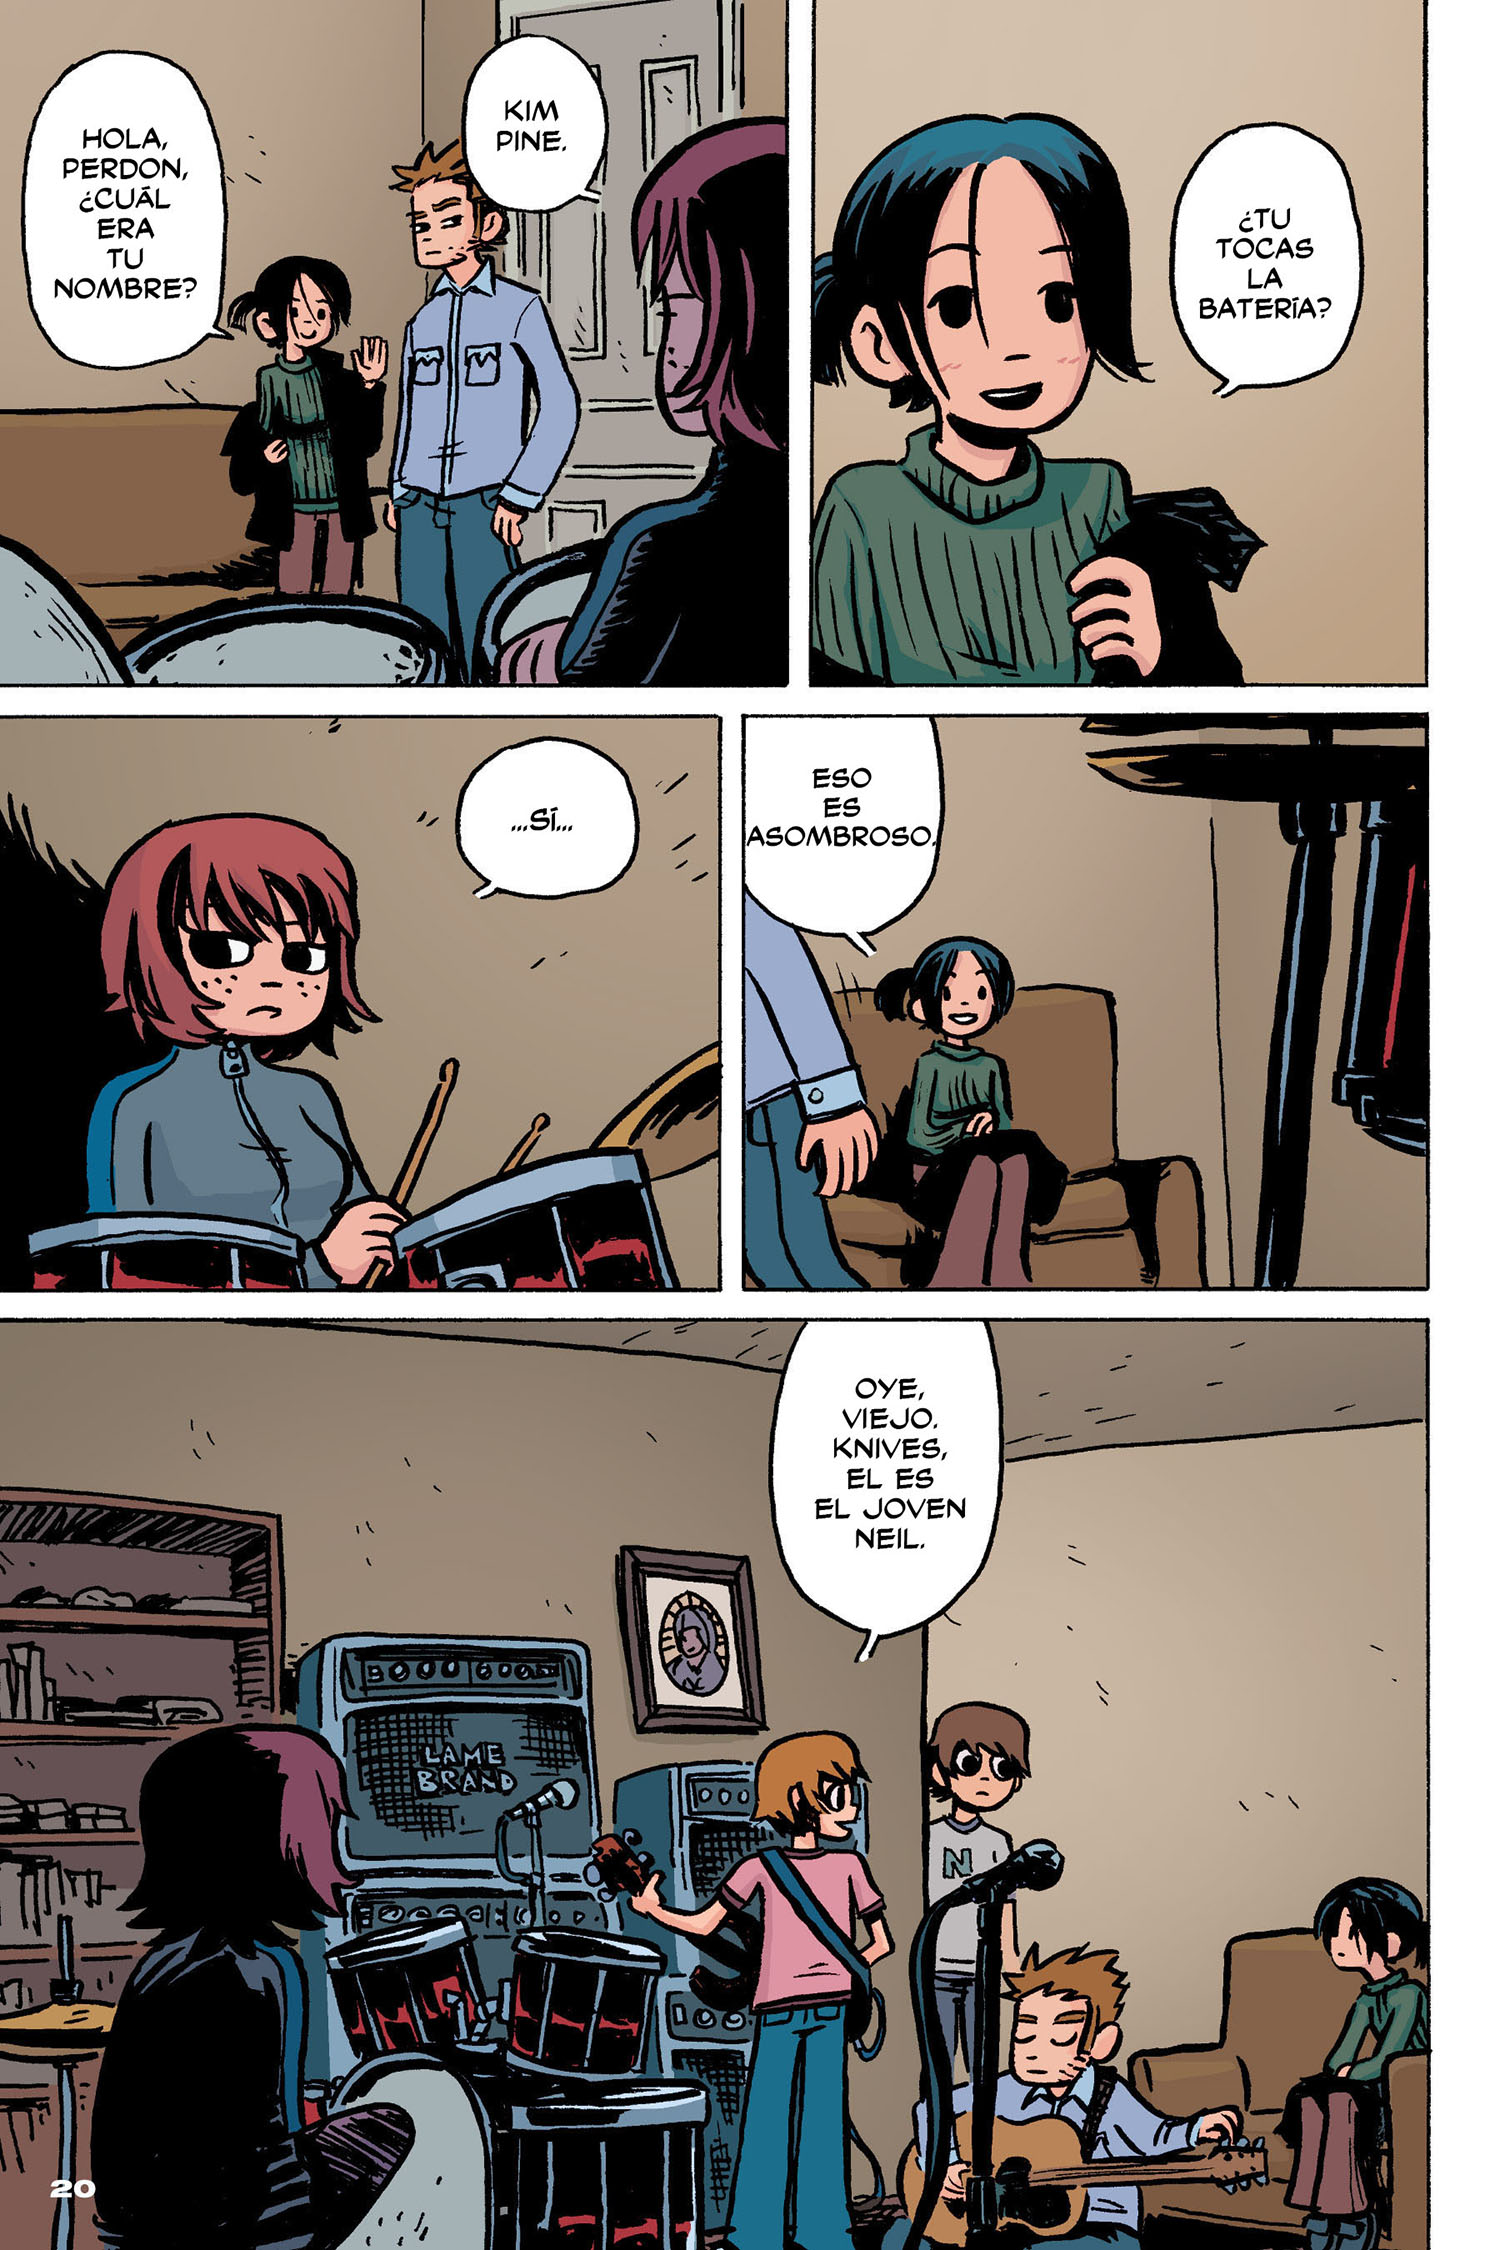 HOLA,
PERDON,
¿CUÁL
ERA
TU
NOMBRE?
KIM
PINE.
¿TU
TOCAS
LA
BATERÍA?
...SÍ...
ESO
ES
ASOMBROSO.
OYE,
VIEJO.
KNIVES,
EL ES
EL JOVEN
NEIL.
LAME
BRAND
N
20